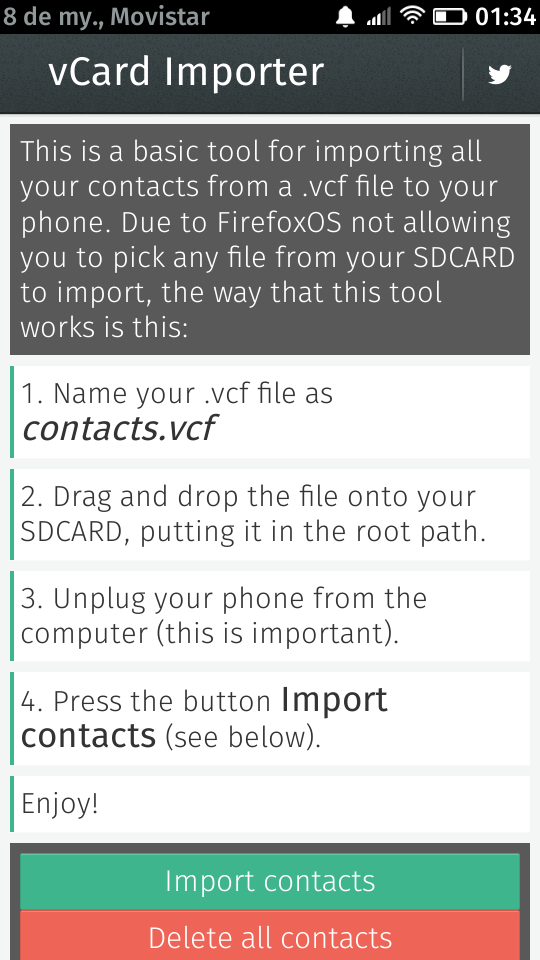 8 de my., Movistar 01:34
vCard Importer
This is a basic tool for importing all
your contacts from a .vcf file to your
phone. Due to FirefoxOS not allowing
you to pick any file from your SDCARD
to import, the way that this tool
works is this:
1. Name your .vcf file as
contacts.vcf
2. Drag and drop the file onto your
SDCARD, putting it in the root path.
3. Unplug your phone from the
computer (this is important).
4. Press the button Import
contacts (see below).
Enjoy!
Import contacts
Delete all contacts